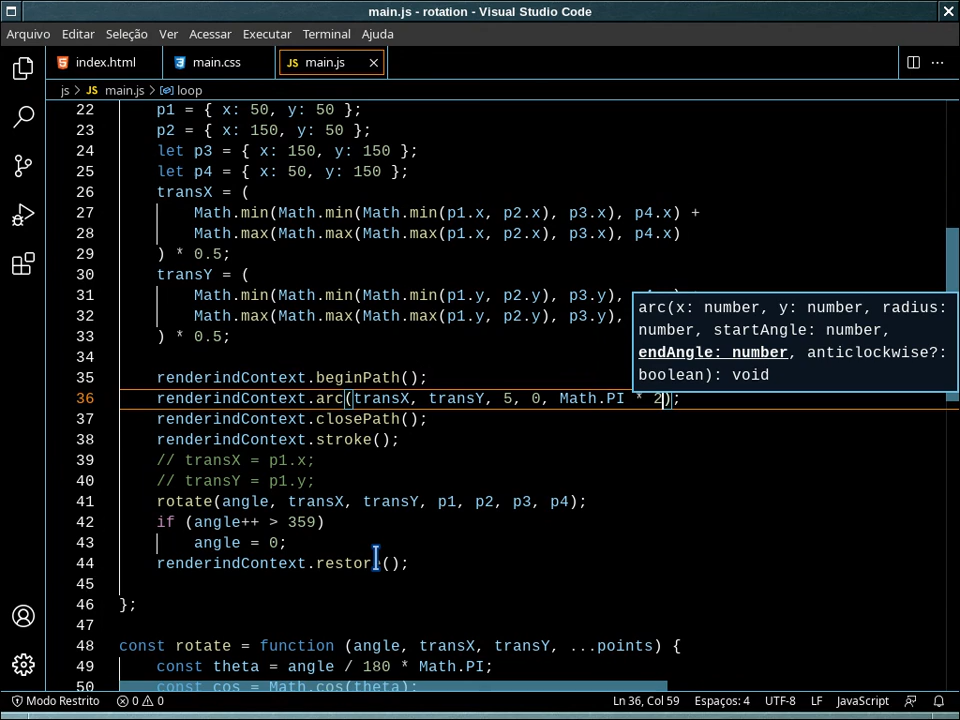 main.js - rotation - Visual Studio Code
Arquivo Editar Seleção Ver Acessar Executar Terminal Ajuda
index.html main.css JS main.js
js > JS main.js > loop
22 p1 = { x: 50, y: 50 };
23 p2 = { x: 150, y: 50 };
24 let p3 = { x: 150, y: 150 };
25 let p4 = { x: 50, y: 150 };
26 transX = (
27 Math.min(Math.min(Math.min(p1.x, p2.x), p3.x), p4.x) +
28 Math.max(Math.max(Math.max(p1.x, p2.x), p3.x), p4.x)
29 ) * 0.5;
30 transY = (
31 Math.min(Math.min(Math.min(p1.y, p2.y), p3.y),
32 Math.max(Math.max(Math.max(p1.y, p2.y), p3.y),
33 ) * 0.5;
arc(x: number, y: number, radius:
number, startAngle: number,
endAngle: number, anticlockwise?:
boolean): void
34
35 renderindContext.beginPath();
36 renderindContext.arc(transX, transY, 5, 0, Math.PI * 2);
37 renderindContext.closePath();
38 renderindContext.stroke();
39 // transX = p1.x;
40 // transY = p1.y;
41 rotate(angle, transX, transY, p1, p2, p3, p4);
42 if (angle++ > 359)
43 angle = 0;
44 renderindContext.restore();
45
46 };
47
48 const rotate = function (angle, transX, transY, ...points) {
49 const theta = angle / 180 * Math.PI;
50 const cos = Math.cos(theta);
Modo Restrito 0 0 Ln 36, Col 59 Espaços: 4 UTF-8 LF JavaScript